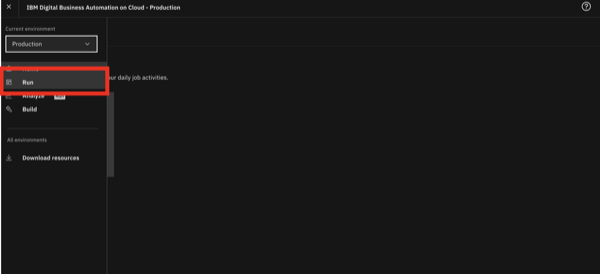 IBM Digital Business Automation on Cloud - Production
Current environment
Production
Run
ur daily job activities.
Analyze
Build
All environments
Download resources